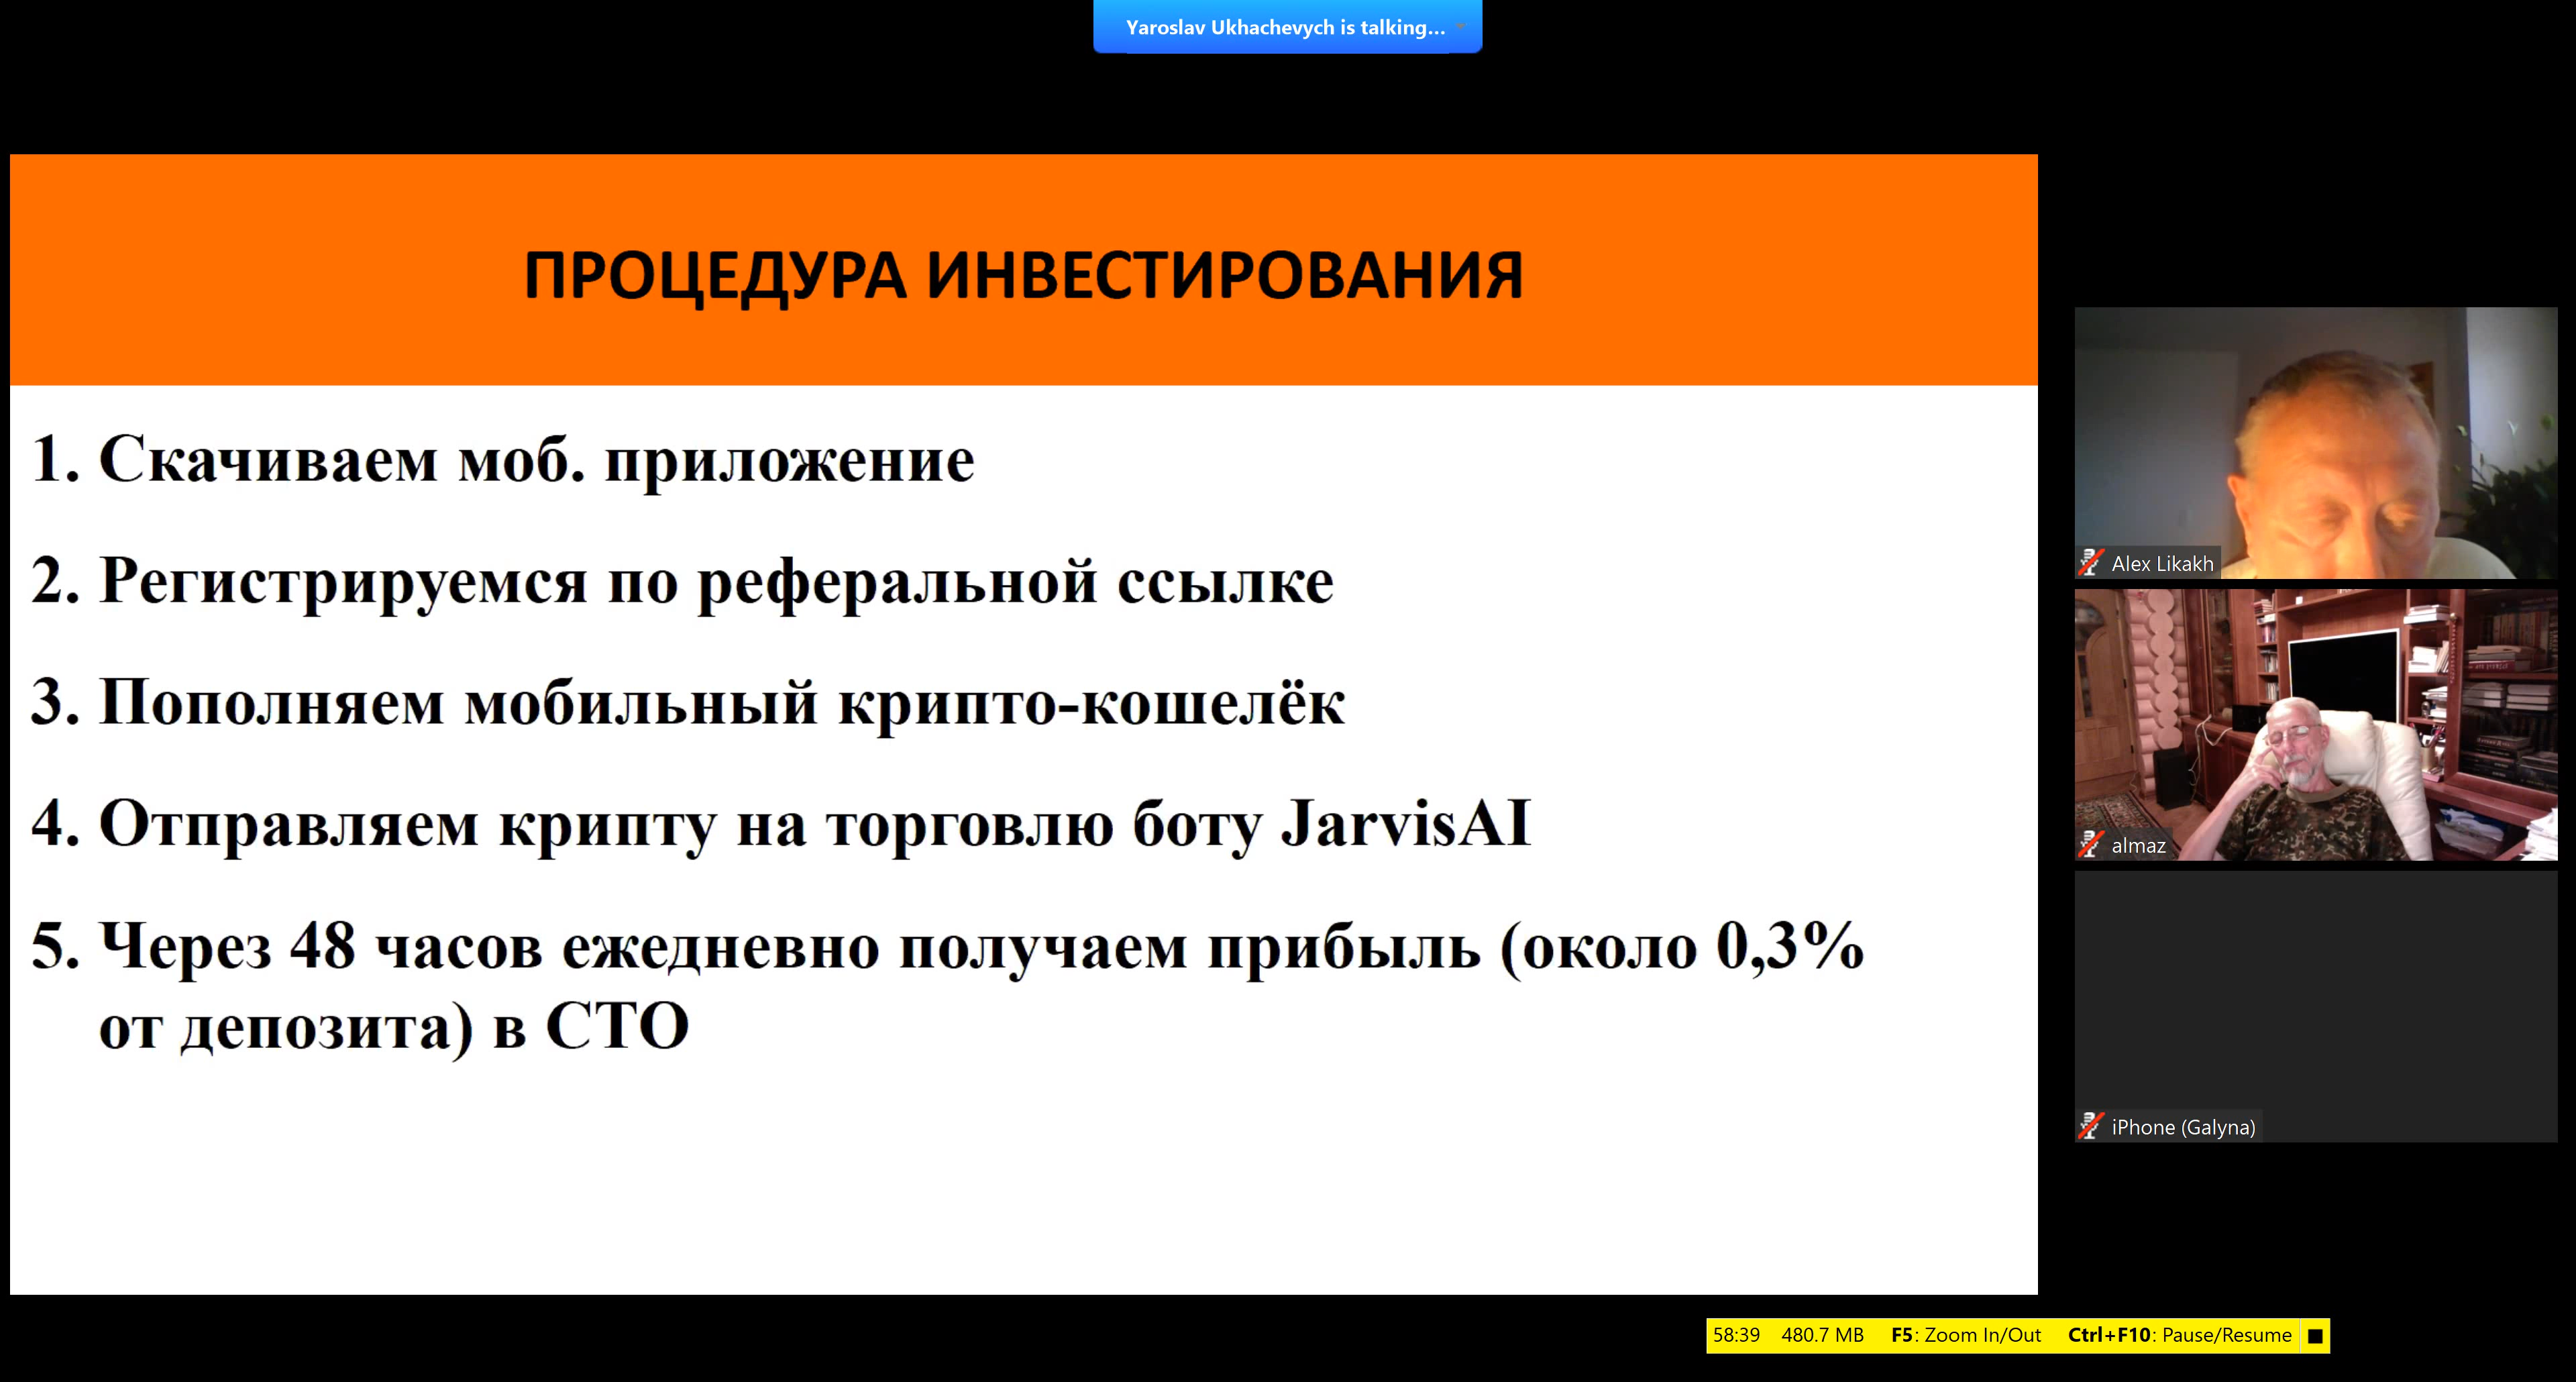 Yaroslav Ukhachevych is talking...
ПРОЦЕДУРА ИНВЕСТИРОВАНИЯ
1. Скачиваем моб. приложение
2. Регистрируемся по реферальной ссылке
3. Пополняем мобильный крипто-кошелёк
4. Отправляем крипту на торговлю боту JarvisAI
5. Через 48 часов ежедневно получаем прибыль (около 0,3%
от депозита) в СТО
Alex Likakh
almaz
iPhone (Galyna)
58:39 480.7 MB F5: Zoom In/Out Ctrl+F10: Pause/Resume